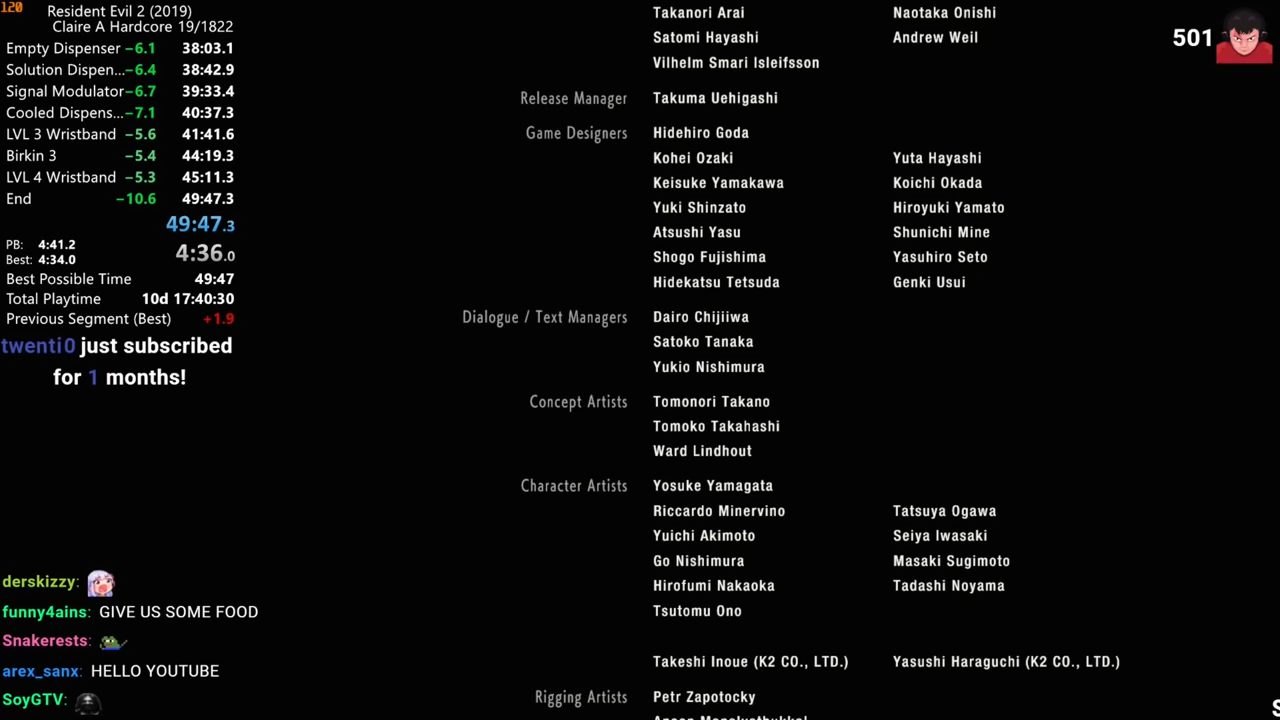 120
Resident Evil 2 (2019)
Claire A Hardcore 19/1822
Empty Dispenser −6.1 38:03.1
Solution Dispen... −6.4 38:42.9
Signal Modulator −6.7 39:33.4
Cooled Dispens... −7.1 40:37.3
LVL 3 Wristband −5.6 41:41.6
Birkin 3 −5.4 44:19.3
LVL 4 Wristband −5.3 45:11.3
End −10.6 49:47.3
49:47.3
PB: 4:41.2
Best: 4:34.0
4:36.0
Best Possible Time 49:47
Total Playtime 10d 17:40:30
Previous Segment (Best) +1.9
twenti0 just subscribed
for 1 months!
derskizzy:
funny4ains: GIVE US SOME FOOD
Snakerests:
arex_sanx: HELLO YOUTUBE
SoyGTV:
Takanori Arai Naotaka Onishi
Satomi Hayashi Andrew Weil
Vilhelm Smari Isleifsson
Release Manager Takuma Uehigashi
Game Designers Hidehiro Goda
Kohei Ozaki Yuta Hayashi
Keisuke Yamakawa Koichi Okada
Yuki Shinzato Hiroyuki Yamato
Atsushi Yasu Shunichi Mine
Shogo Fujishima Yasuhiro Seto
Hidekatsu Tetsuda Genki Usui
Dialogue / Text Managers Dairo Chijiiwa
Satoko Tanaka
Yukio Nishimura
Concept Artists Tomonori Takano
Tomoko Takahashi
Ward Lindhout
Character Artists Yosuke Yamagata
Riccardo Minervino Tatsuya Ogawa
Yuichi Akimoto Seiya Iwasaki
Go Nishimura Masaki Sugimoto
Hirofumi Nakaoka Tadashi Noyama
Tsutomu Ono
Takeshi Inoue (K2 CO., LTD.) Yasushi Haraguchi (K2 CO., LTD.)
Rigging Artists Petr Zapotocky
501